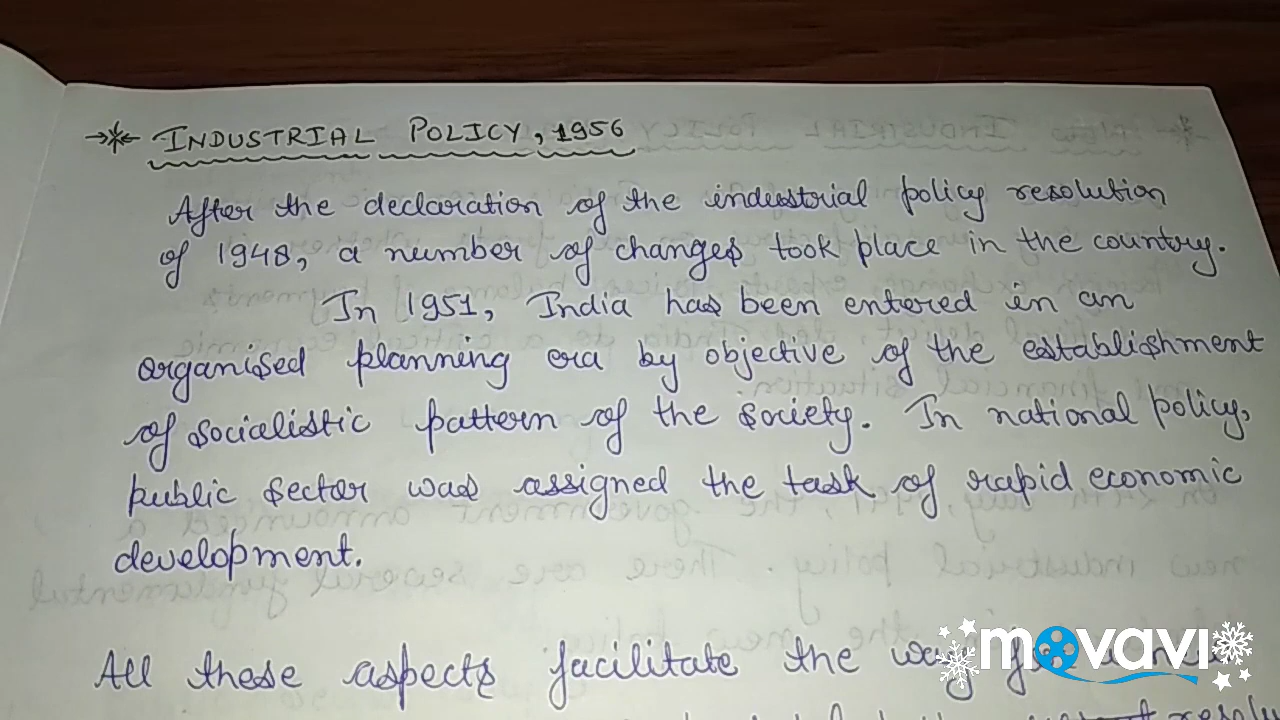 INDUSTRIAL POLICY, 1956
After the declaration of the industrial policy resolution
of 1948, a number of changes took place in the country.
In 1951, India has been entered in an
organised planning era by objective of the establishment
of socialistic pattern of the society. In national policy,
public sector was assigned the task of rapid economic
development.
All these aspects facilitate the way for a new
movavi